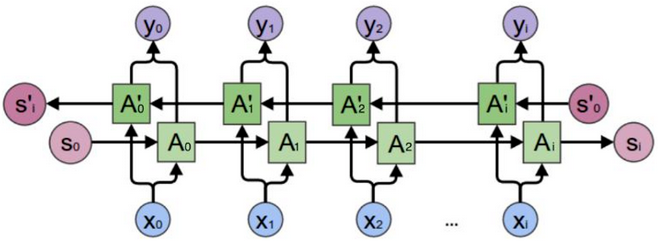 y₀ y₁ y₂ yᵢ
s'ᵢ A'₀ A'₁ A'₂ A'ᵢ s'₀
s₀ A₀ A₁ A₂ Aᵢ sᵢ
x₀ x₁ x₂ ... xᵢ